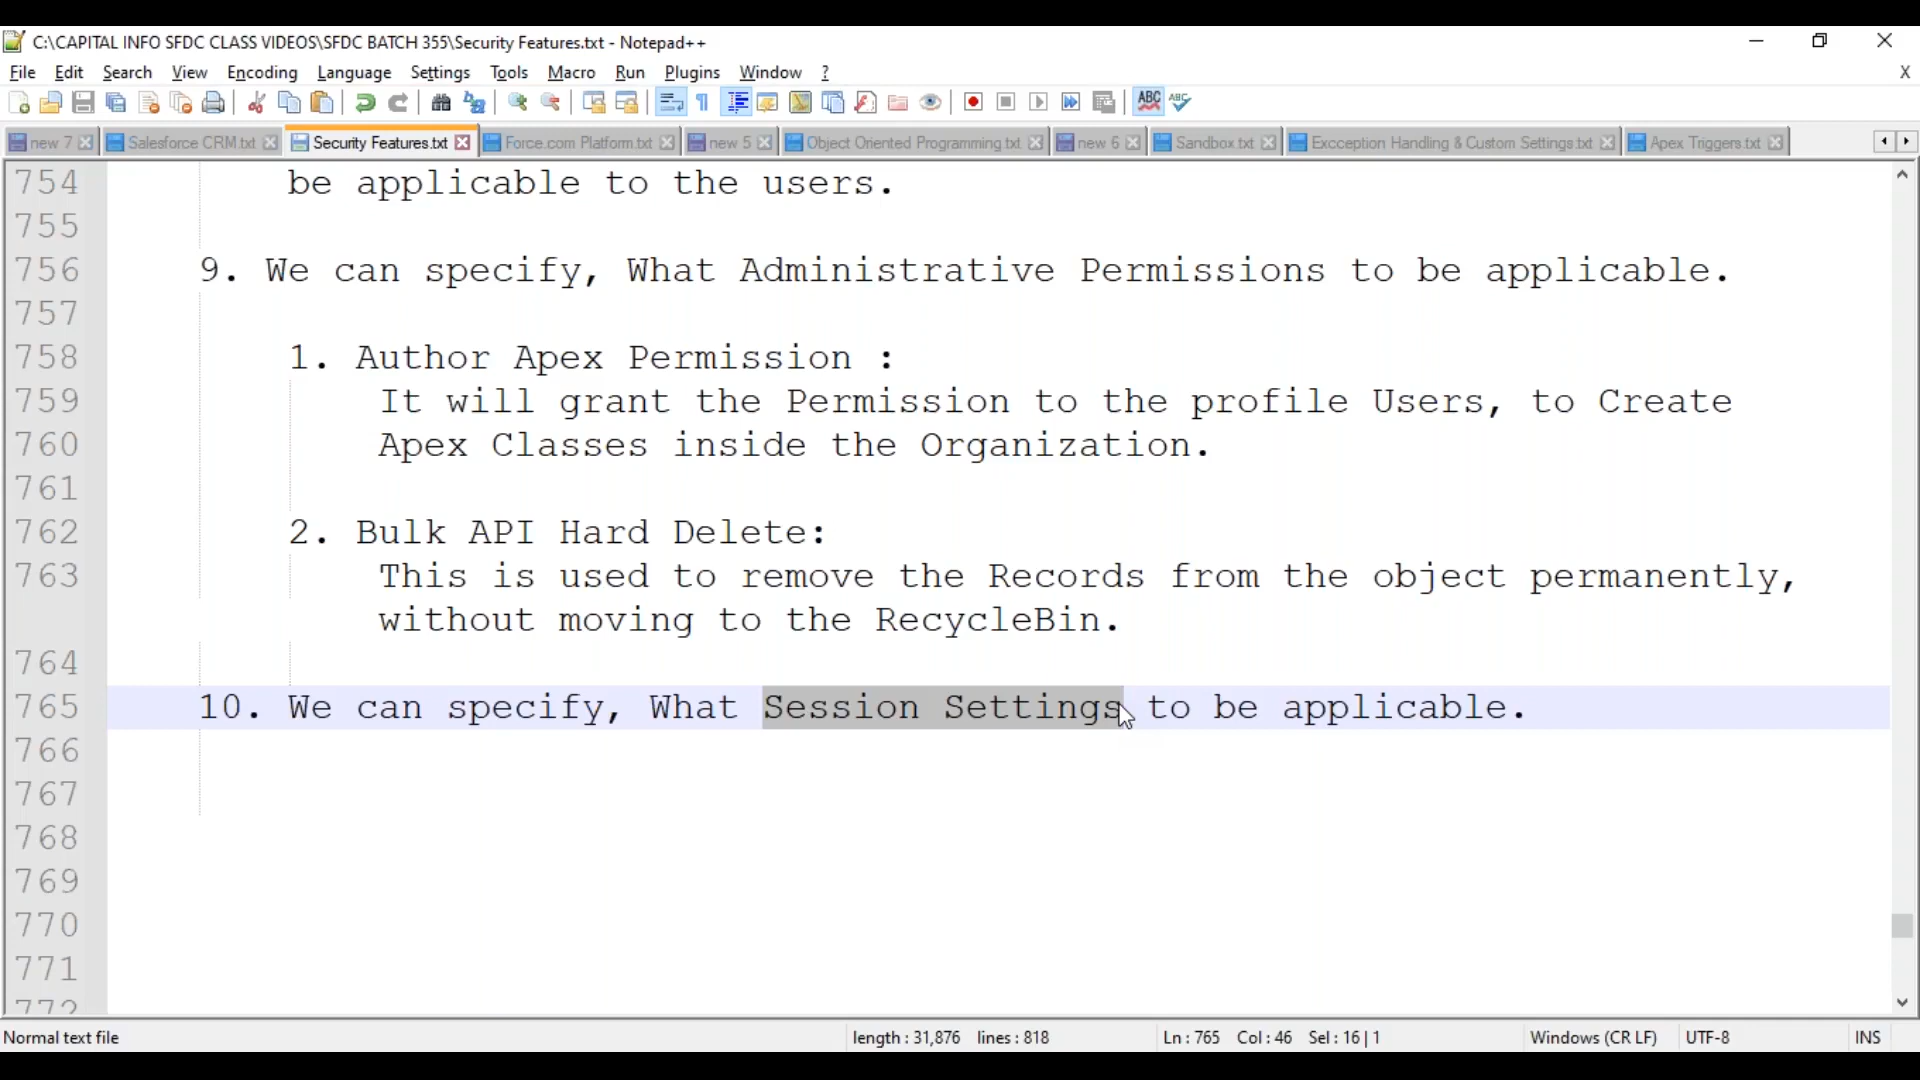 C:\CAPITAL INFO SFDC CLASS VIDEOS\SFDC BATCH 355\Security Features.txt - Notepad++
File Edit Search View Encoding Language Settings Tools Macro Run Plugins Window ? X
new 7 Salesforce CRM.txt Security Features.txt Force.com Platform.txt new 5 Object Oriented Programming.txt new 6 Sandbox.txt Excception Handling & Custom Settings.txt Apex Triggers.txt
754 be applicable to the users.
755
756 9. We can specify, What Administrative Permissions to be applicable.
757
758 1. Author Apex Permission :
759 It will grant the Permission to the profile Users, to Create
760 Apex Classes inside the Organization.
761
762 2. Bulk API Hard Delete:
763 This is used to remove the Records from the object permanently,
without moving to the RecycleBin.
764
765 10. We can specify, What Session Settings to be applicable.
766
767
768
769
770
771
772
Normal text file length : 31,876 lines : 818 Ln : 765 Col : 46 Sel : 16 | 1 Windows (CR LF) UTF-8 INS